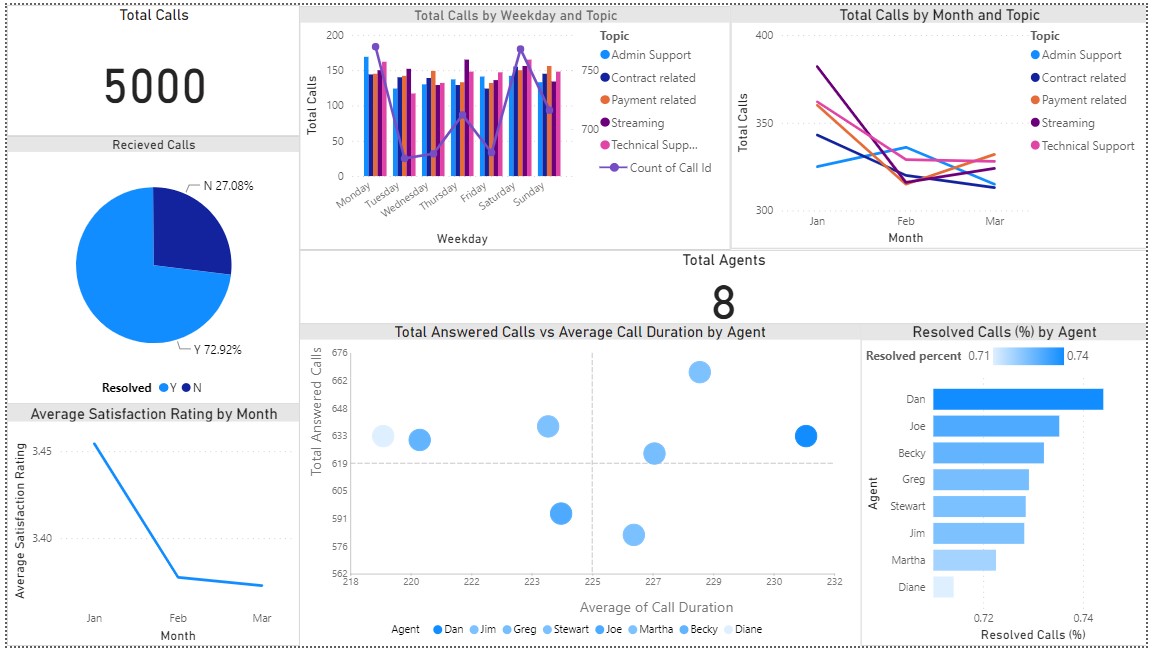 Total Calls
5000
Recieved Calls
N 27.08%
Y 72.92%
Resolved Y N
Average Satisfaction Rating by Month
Average Satisfaction Rating
3.45
3.40
Jan Feb Mar
Month
Total Calls by Weekday and Topic
Total Calls
200
150
100
50
0
750
700
Monday Tuesday Wednesday Thursday Friday Saturday Sunday
Weekday
Topic
Admin Support
Contract related
Payment related
Streaming
Technical Supp...
Count of Call Id
Total Calls by Month and Topic
Total Calls
400
350
300
Jan Feb Mar
Month
Topic
Admin Support
Contract related
Payment related
Streaming
Technical Support
Total Agents
8
Total Answered Calls vs Average Call Duration by Agent
Total Answered Calls
676
662
648
633
619
605
591
576
562
218 220 222 223 225 227 229 230 232
Average of Call Duration
Agent Dan Jim Greg Stewart Joe Martha Becky Diane
Resolved Calls (%) by Agent
Resolved percent 0.71 0.74
Agent
Dan
Joe
Becky
Greg
Stewart
Jim
Martha
Diane
0.72 0.74
Resolved Calls (%)